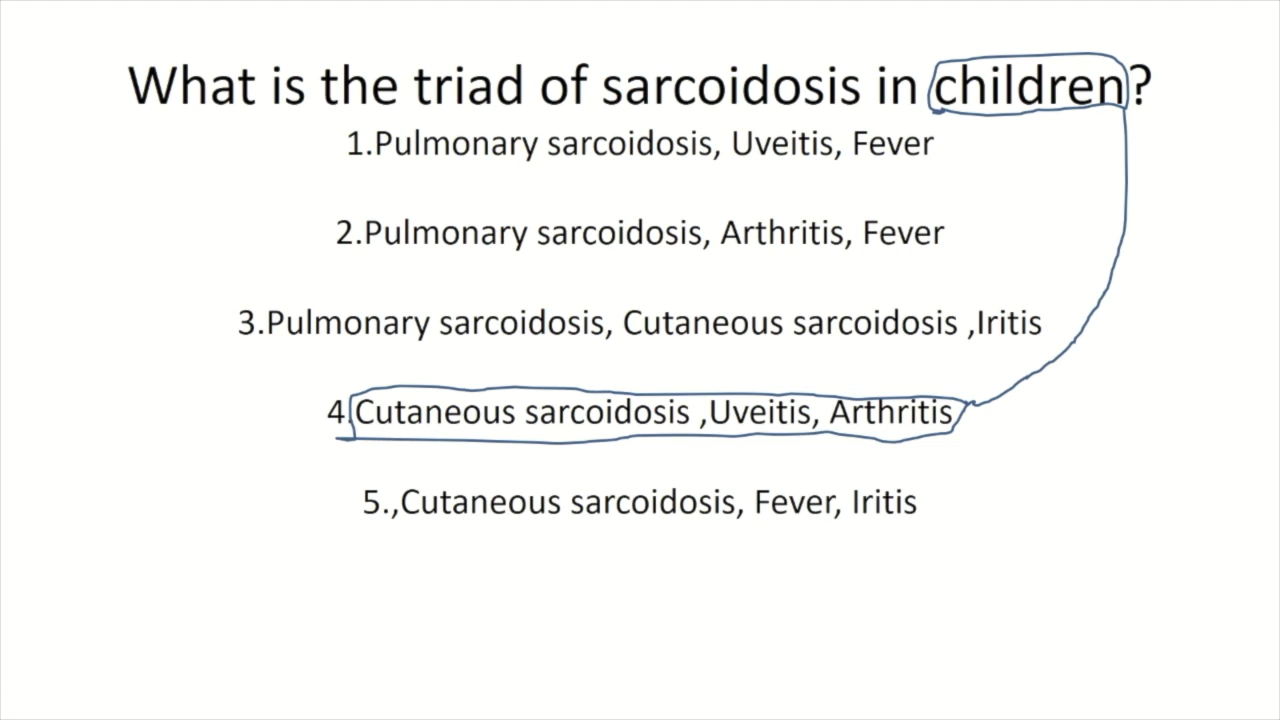 What is the triad of sarcoidosis in children?
1.Pulmonary sarcoidosis, Uveitis, Fever
2.Pulmonary sarcoidosis, Arthritis, Fever
3.Pulmonary sarcoidosis, Cutaneous sarcoidosis ,Iritis
4.Cutaneous sarcoidosis ,Uveitis, Arthritis
5.,Cutaneous sarcoidosis, Fever, Iritis